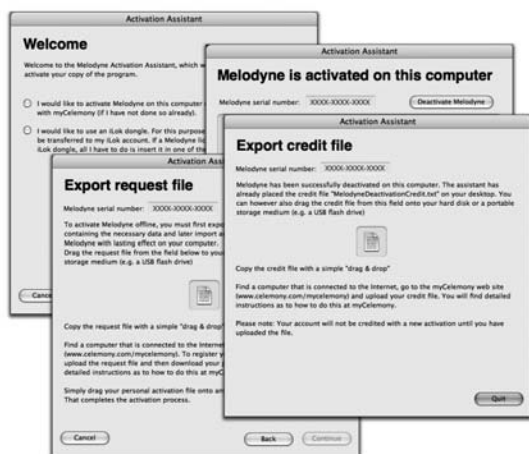 Activation Assistant
Welcome
Welcome to the Melodyne Activation Assistant, which w
activate your copy of the program.
I would like to activate Melodyne on this computer
with myCelemony (if I have not done so already).
I would like to use an iLok dongle. For this purpose
be transferred to my iLok account. If a Melodyne lic
iLok dongle, all I have to do is insert it in one of the
Cance
Activation Assistant
Melodyne is activated on this computer
Melodyne serial number: XXXX-XXXX-XXXX
Deactivate Melodyne
Activation Assi
Export request file
Melodyne serial number: XXXX-XXXX-XXXX
To activate Melodyne offline, you must first expor
containing the necessary data and later import a
Melodyne with lasting effect on your computer.
Drag the request file from the field below to your
storage medium (e.g. a USB flash drive)
Copy the request file with a simple "drag & drop"
Find a computer that is connected to the Internet
(www.celemony.com/mycelemony). To register y
upload the request file and then download your p
detailed instructions as to how to do this at myC
Simply drag your personal activation file onto an
That completes the activation process.
Cancel
Back
Continue
Activation Assistant
Export credit file
Melodyne serial number: XXXX-XXXX-XXXX
Melodyne has been successfully deactivated on this computer. The assistant has
already placed the credit file "MelodyneDeactivationCredit.txt" on your desktop. You
can however also drag the credit file from this field onto your hard disk or a portable
storage medium (e.g. a USB flash drive)
Copy the credit file with a simple "drag & drop"
Find a computer that is connected to the Internet, go to the myCelemony web site
(www.celemony.com/mycelemony) and upload your credit file. You will find detailed
instructions as to how to do this at myCelemony.
Please note: Your account will not be credited with a new activation until you have
uploaded the file.
Quit